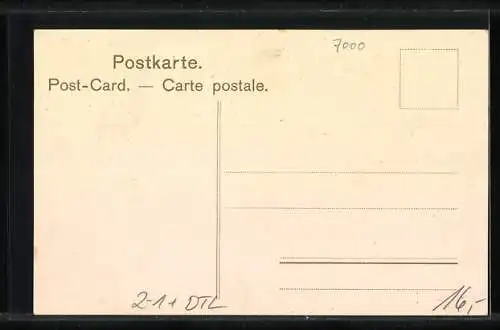 7000
Postkarte.
Post-Card. — Carte postale.
2-1+ DTL
16,-